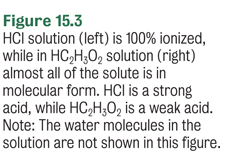 Figure 15.3
HCl solution (left) is 100% ionized,
while in HC₂H₃O₂ solution (right)
almost all of the solute is in
molecular form. HCl is a strong
acid, while HC₂H₃O₂ is a weak acid.
Note: The water molecules in the
solution are not shown in this figure.